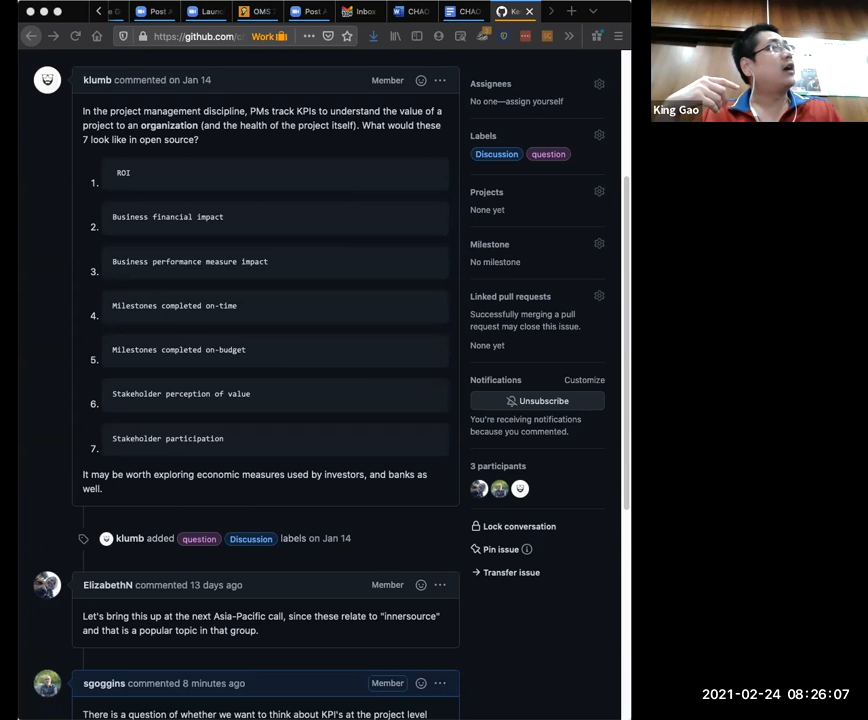 Post A
Launc
OMS
Post A
Inbox
CHAO
CHAD
https://github.com/c
Work
klumb commented on Jan 14
Member
In the project management discipline, PMs track KPIs to understand the value of a
project to an organization (and the health of the project itself). What would these
7 look like in open source?
1. ROI
2. Business financial impact
3. Business performance measure impact
4. Milestones completed on-time
5. Milestones completed on-budget
6. Stakeholder perception of value
7. Stakeholder participation
It may be worth exploring economic measures used by investors, and banks as
well.
klumb added question Discussion labels on Jan 14
ElizabethN commented 13 days ago
Member
Let's bring this up at the next Asia-Pacific call, since these relate to "innersource"
and that is a popular topic in that group.
sgoggins commented 8 minutes ago
Member
There is a question of whether we want to think about KPI's at the project level
Assignees
No one—assign yourself
Labels
Discussion question
Projects
None yet
Milestone
No milestone
Linked pull requests
Successfully merging a pull
request may close this issue.
None yet
Notifications
Customize
Unsubscribe
You're receiving notifications
because you commented.
3 participants
Lock conversation
Pin issue
Transfer issue
King Gao
2021-02-24 08:26:07